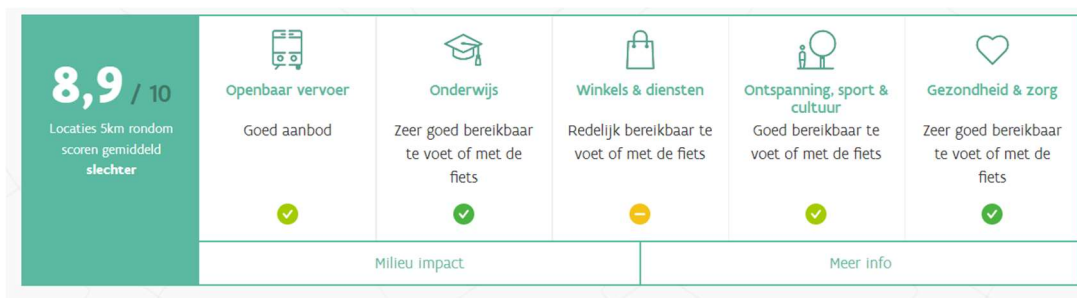 8,9 / 10
Locaties 5km rondom
scoren gemiddeld
slechter
Openbaar vervoer
Goed aanbod
Onderwijs
Zeer goed bereikbaar
te voet of met de
fiets
Winkels & diensten
Redelijk bereikbaar te
voet of met de fiets
Ontspanning, sport &
cultuur
Goed bereikbaar te
voet of met de fiets
Gezondheid & zorg
Zeer goed bereikbaar
te voet of met de
fiets
Milieu impact
Meer info